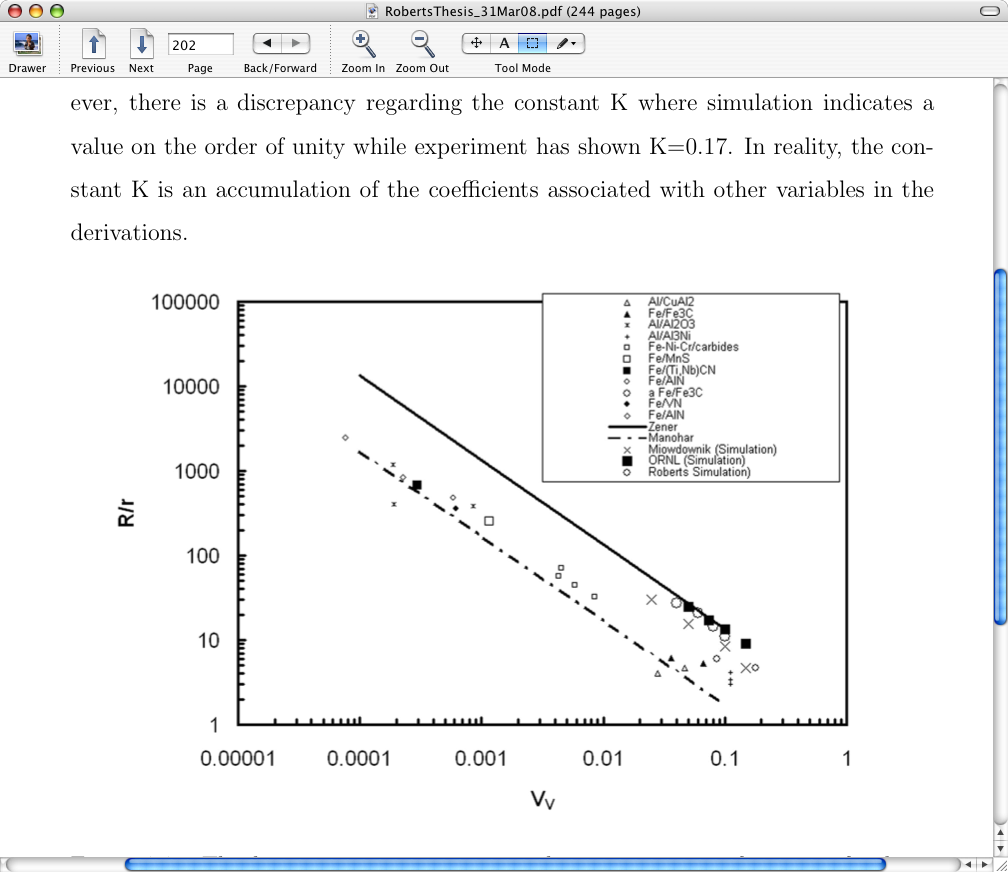 RobertsThesis_31Mar08.pdf (244 pages)
202
A
Drawer Previous Next Page Back/Forward Zoom In Zoom Out Tool Mode
ever, there is a discrepancy regarding the constant K where simulation indicates a
value on the order of unity while experiment has shown K=0.17. In reality, the con-
stant K is an accumulation of the coefficients associated with other variables in the
derivations.
100000
10000
1000
100
10
1
R/r
Al/CuAl2
Fe/Fe3C
Al/Al2O3
Al/Al3Ni
Fe-Ni-Cr/carbides
Fe/MnS
Fe/(Ti,Nb)CN
Fe/AlN
a Fe/Fe3C
Fe/VN
Fe/AlN
Zener
Manohar
Miowdownik (Simulation)
ORNL (Simulation)
Roberts Simulation)
0.00001 0.0001 0.001 0.01 0.1 1
VV